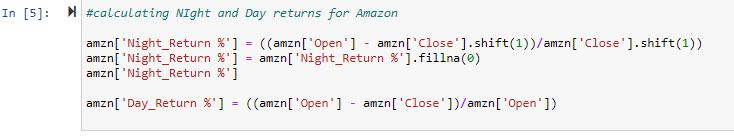 In [5]:
#calculating NIght and Day returns for Amazon
amzn['Night_Return %'] = ((amzn['Open'] - amzn['Close'].shift(1))/amzn['Close'].shift(1))
amzn['Night_Return %'] = amzn['Night_Return %'].fillna(0)
amzn['Night_Return %']
amzn['Day_Return %'] = ((amzn['Open'] - amzn['Close'])/amzn['Open'])